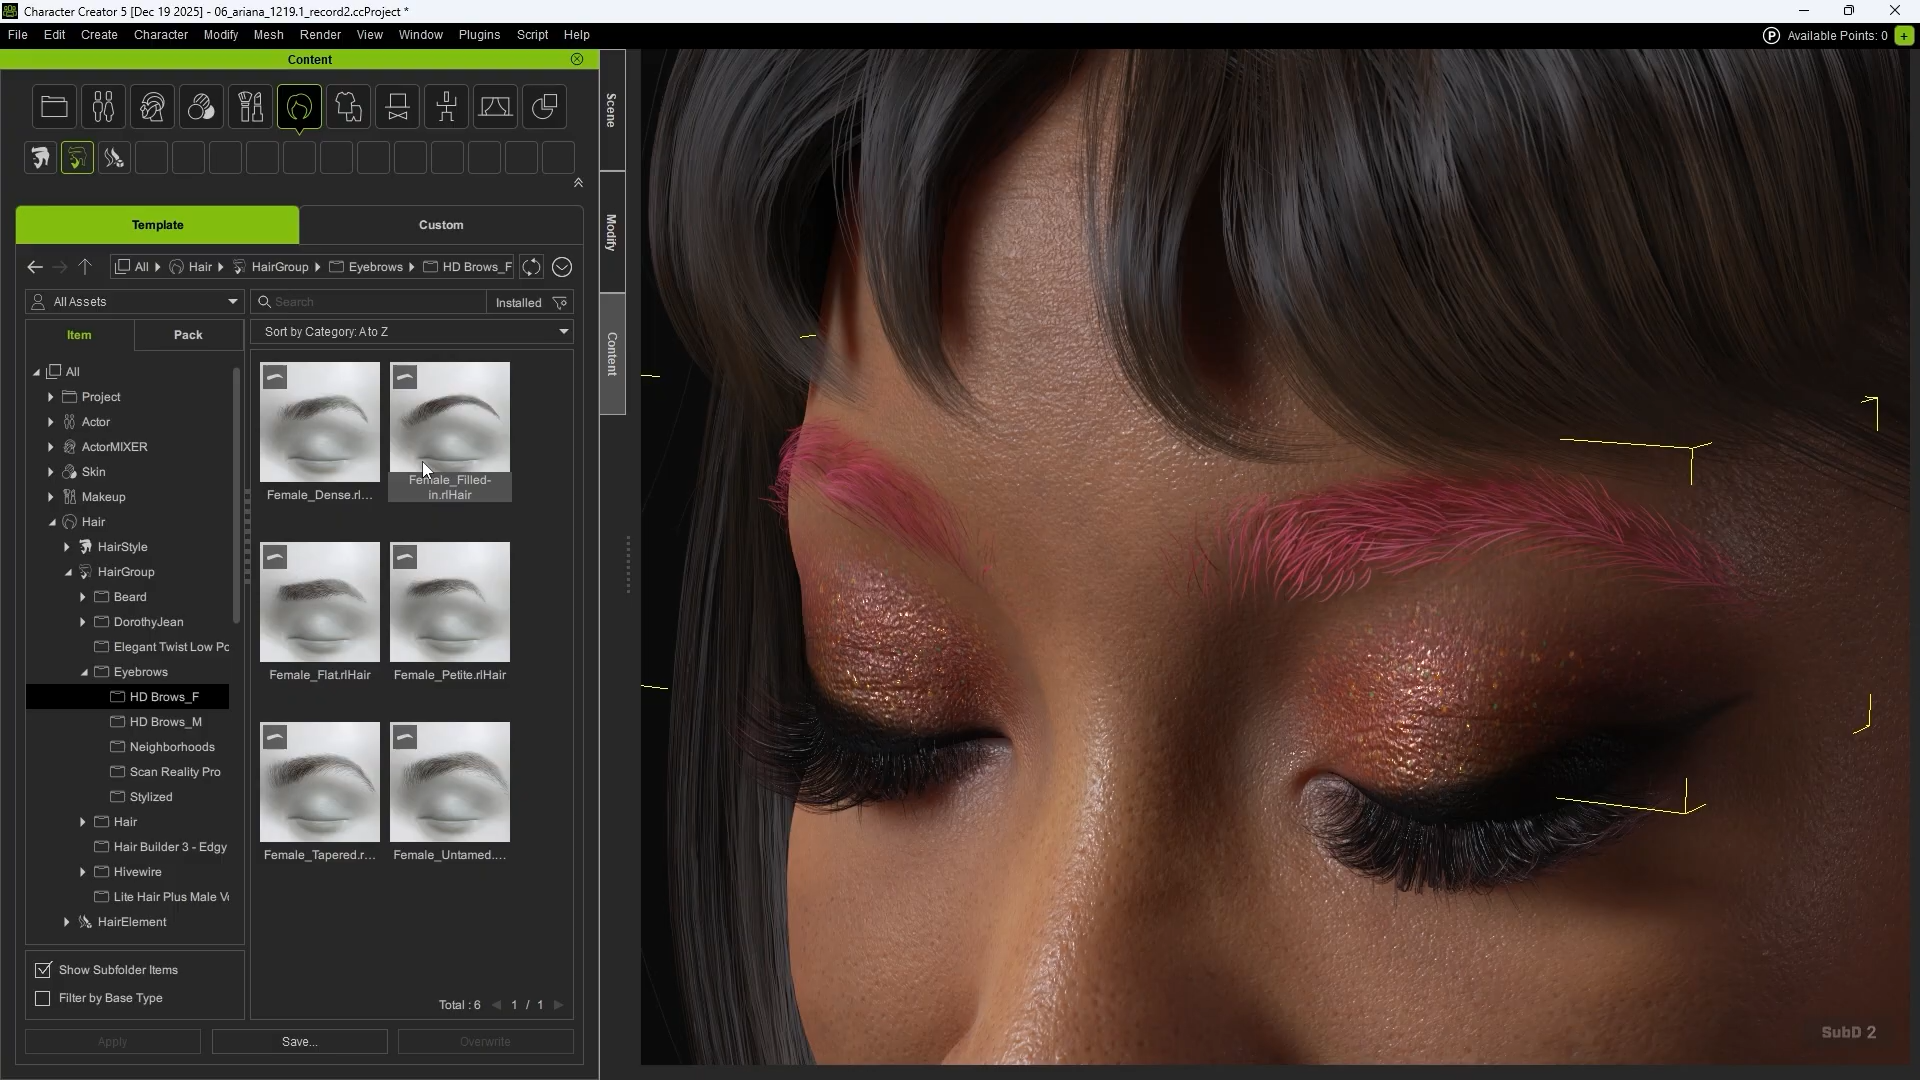 Character Creator 5 [Dec 19 2025] - 06_ariana_1219.1_record2.ccProject *
File Edit Create Character Modify Mesh Render View Window Plugins Script Help
Available Points: 0
Content
Scene
Modify
Content
Template Custom
All Hair HairGroup Eyebrows HD Brows_F
All Assets Search Installed
Item Pack Sort by Category: A to Z
All
Project
Actor
ActorMIXER
Skin
Makeup
Hair
HairStyle
HairGroup
Beard
DorothyJean
Elegant Twist Low Po
Eyebrows
HD Brows_F
HD Brows_M
Neighborhoods
Scan Reality Pro
Stylized
Hair
Hair Builder 3 - Edgy
Hivewire
Lite Hair Plus Male Vo
HairElement
Female_Dense.rl...
Female_Filled-
in.rlHair
Female_Flat.rlHair
Female_Petite.rlHair
Female_Tapered.r...
Female_Untamed....
Show Subfolder Items
Filter by Base Type
Total : 6 1 / 1
Apply Save... Overwrite
SubD 2